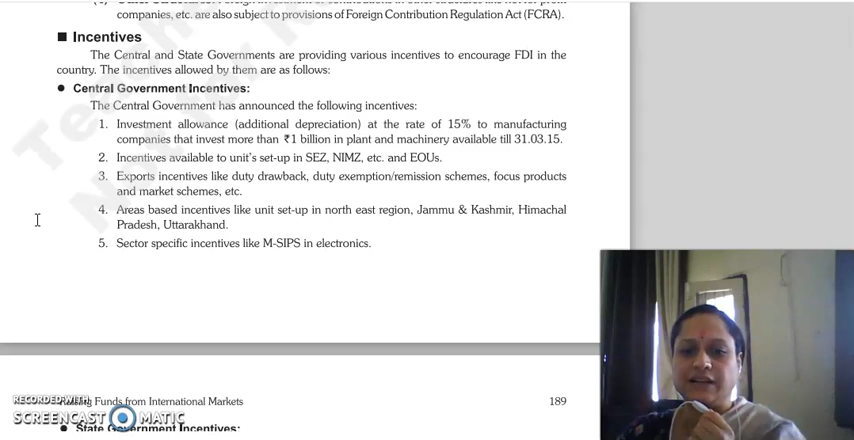 companies, etc. are also subject to provisions of Foreign Contribution Regulation Act (FCRA).
■ Incentives
The Central and State Governments are providing various incentives to encourage FDI in the
country. The incentives allowed by them are as follows:
● Central Government Incentives:
The Central Government has announced the following incentives:
1. Investment allowance (additional depreciation) at the rate of 15% to manufacturing
companies that invest more than ₹1 billion in plant and machinery available till 31.03.15.
2. Incentives available to unit's set-up in SEZ, NIMZ, etc. and EOUs.
3. Exports incentives like duty drawback, duty exemption/remission schemes, focus products
and market schemes, etc.
4. Areas based incentives like unit set-up in north east region, Jammu & Kashmir, Himachal
Pradesh, Uttarakhand.
5. Sector specific incentives like M-SIPS in electronics.
Funds from International Markets 189
RECORDED WITH
SCREENCAST MATIC
● State Government Incentives: